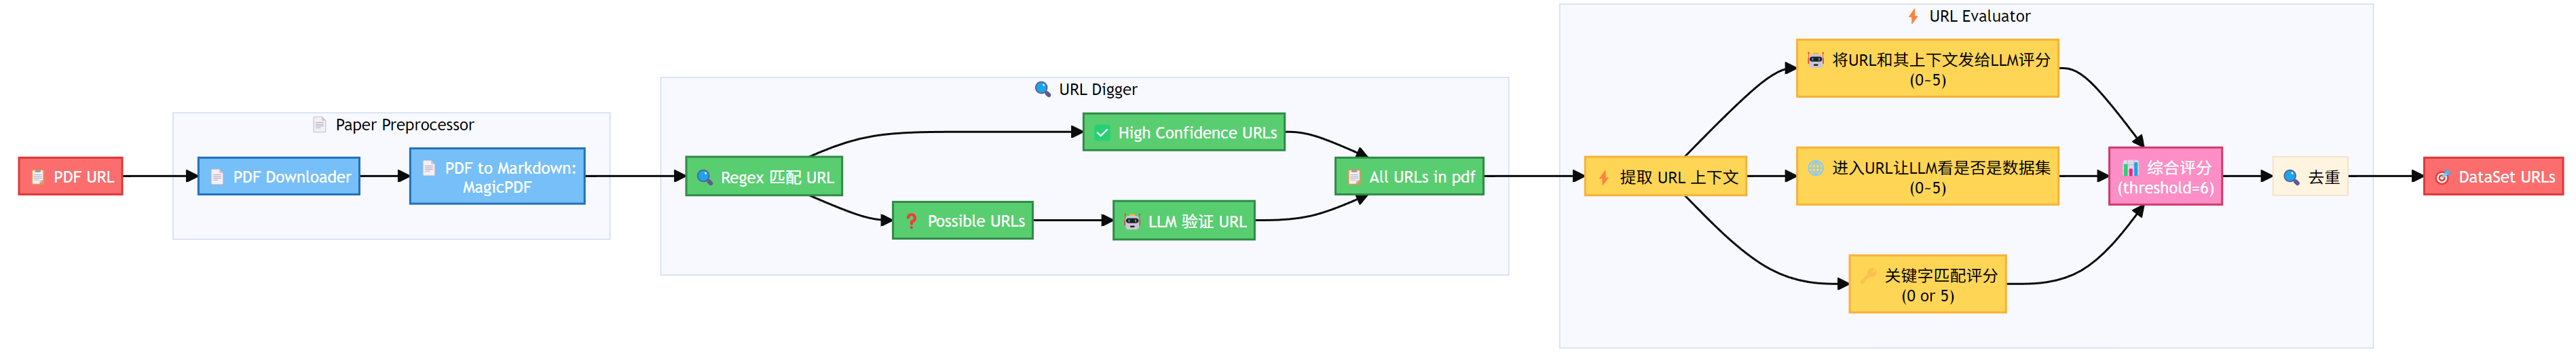 PDF URL
Paper Preprocessor
PDF Downloader
PDF to Markdown:
MagicPDF
URL Digger
Regex 匹配 URL
High Confidence URLs
Possible URLs
LLM 验证 URL
All URLs in pdf
URL Evaluator
提取 URL 上下文
将URL和其上下文发给LLM评分
(0~5)
进入URL让LLM看是否是数据集
(0~5)
关键字匹配评分
(0 or 5)
综合评分
(threshold=6)
去重
DataSet URLs